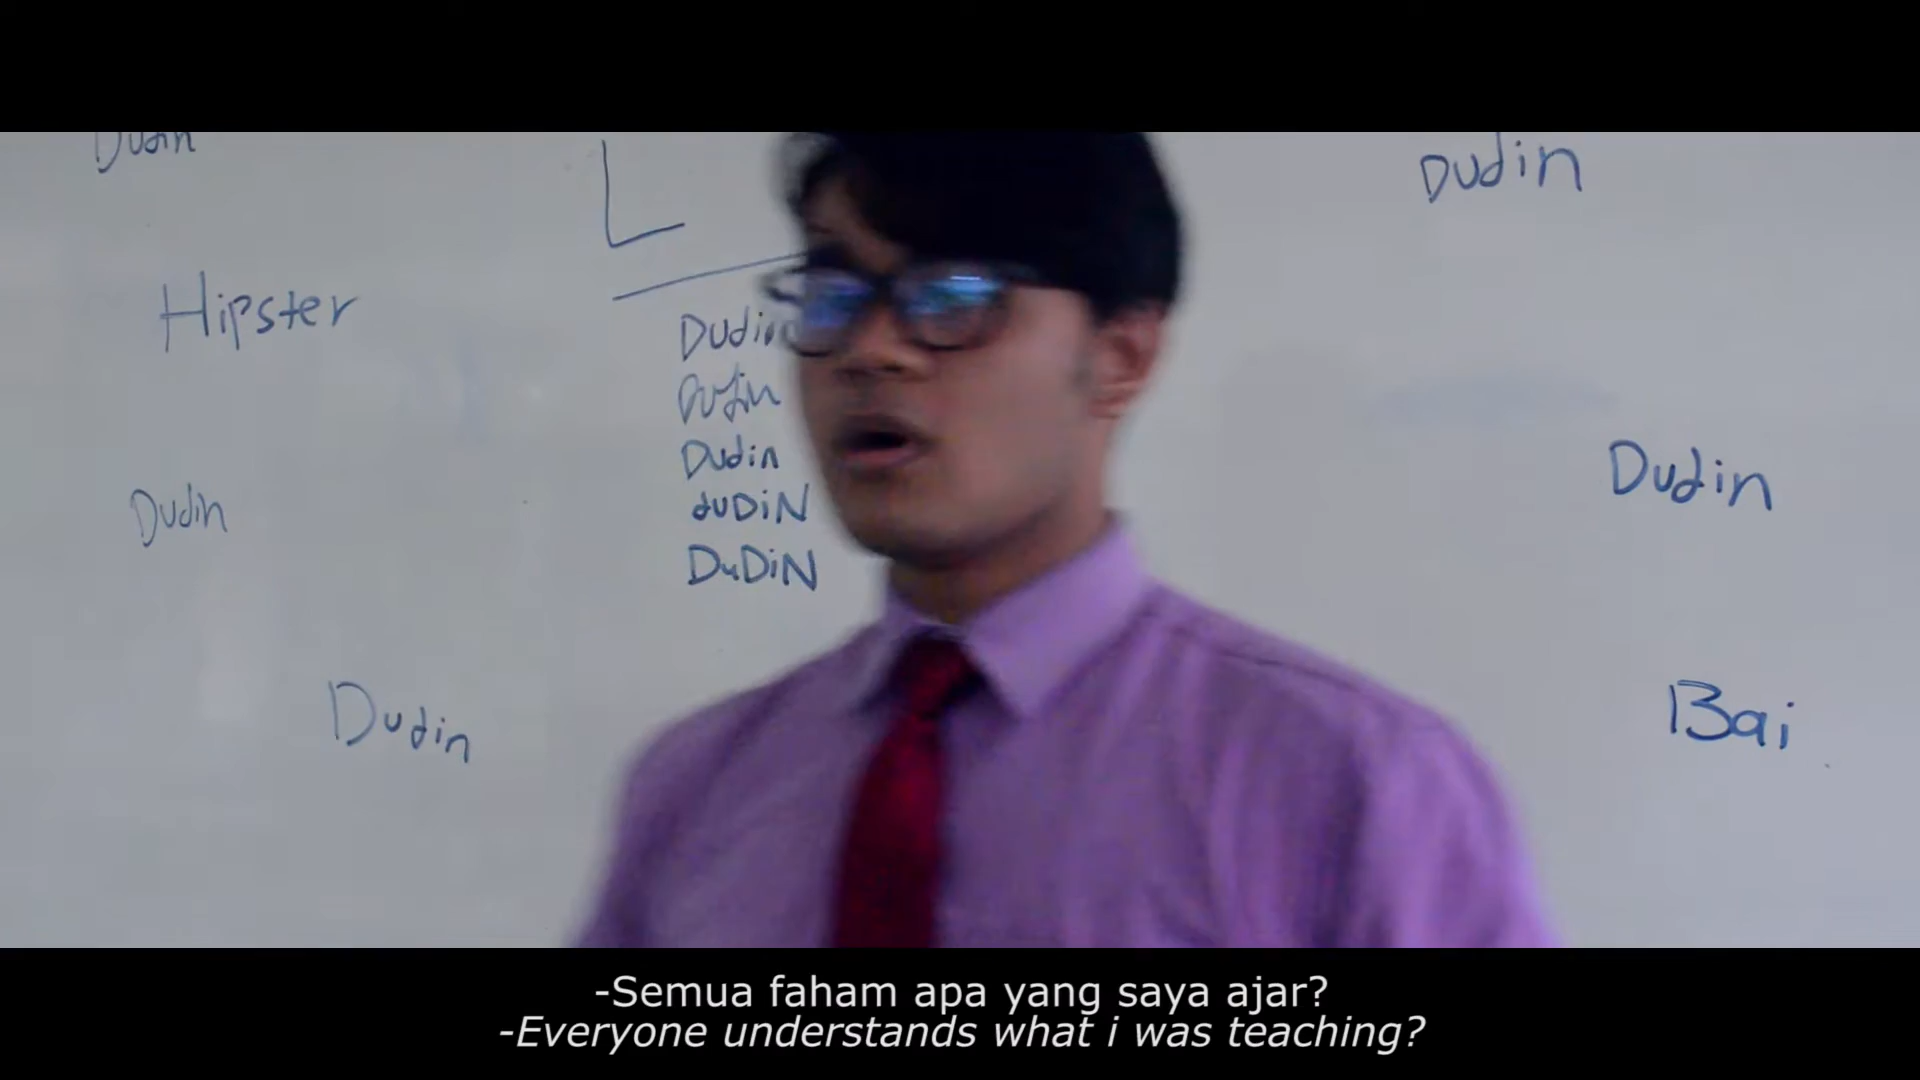 Dudin
L
Dudin
Hipster
Dudin
Dudin
Dudin
duDiN
DuDiN
Dudin
Dudin
Dudin
Bai
-Semua faham apa yang saya ajar?
-Everyone understands what i was teaching?